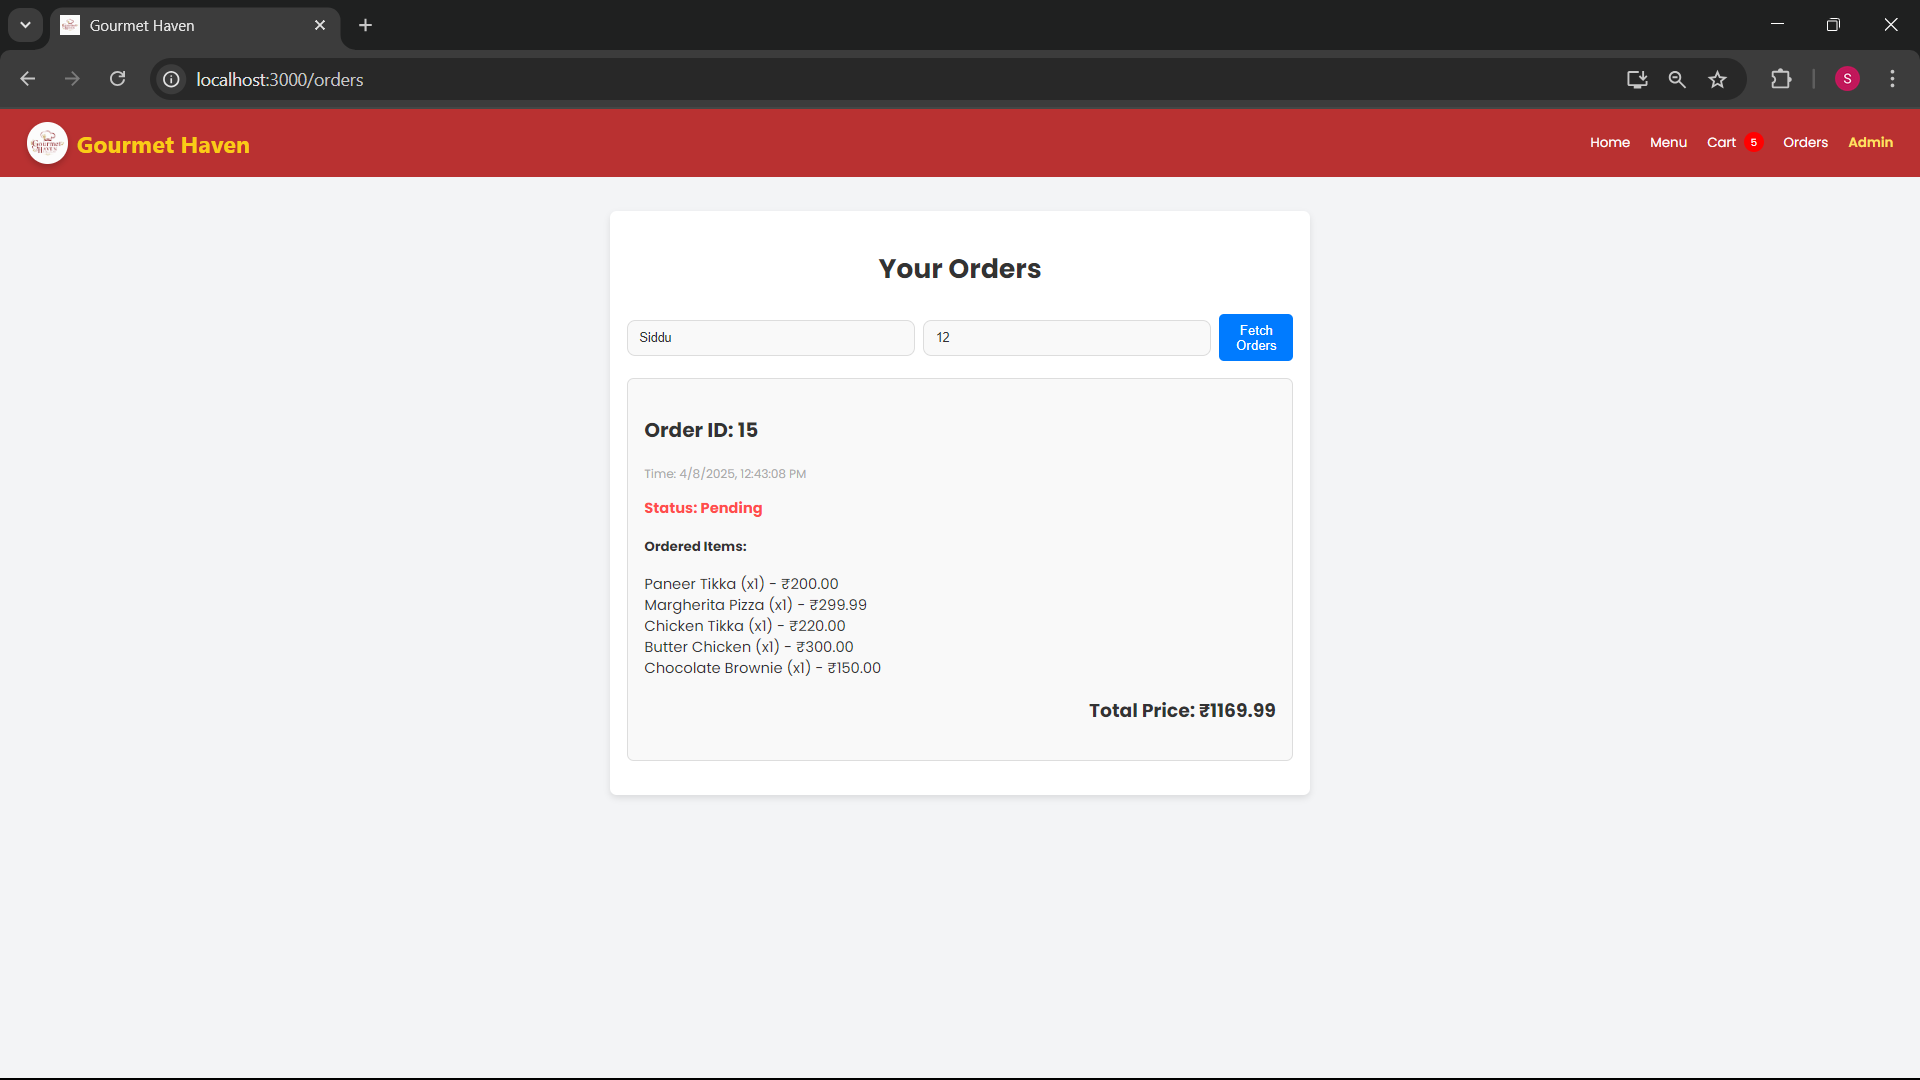 Gourmet Haven
localhost:3000/orders
S
Gourmet Haven
Gourmet Haven
Home Menu Cart 5 Orders Admin
Your Orders
Siddu
12
Fetch
Orders
Order ID: 15
Time: 4/8/2025, 12:43:08 PM
Status: Pending
Ordered Items:
Paneer Tikka (x1) - ₹200.00
Margherita Pizza (x1) - ₹299.99
Chicken Tikka (x1) - ₹220.00
Butter Chicken (x1) - ₹300.00
Chocolate Brownie (x1) - ₹150.00
Total Price: ₹1169.99